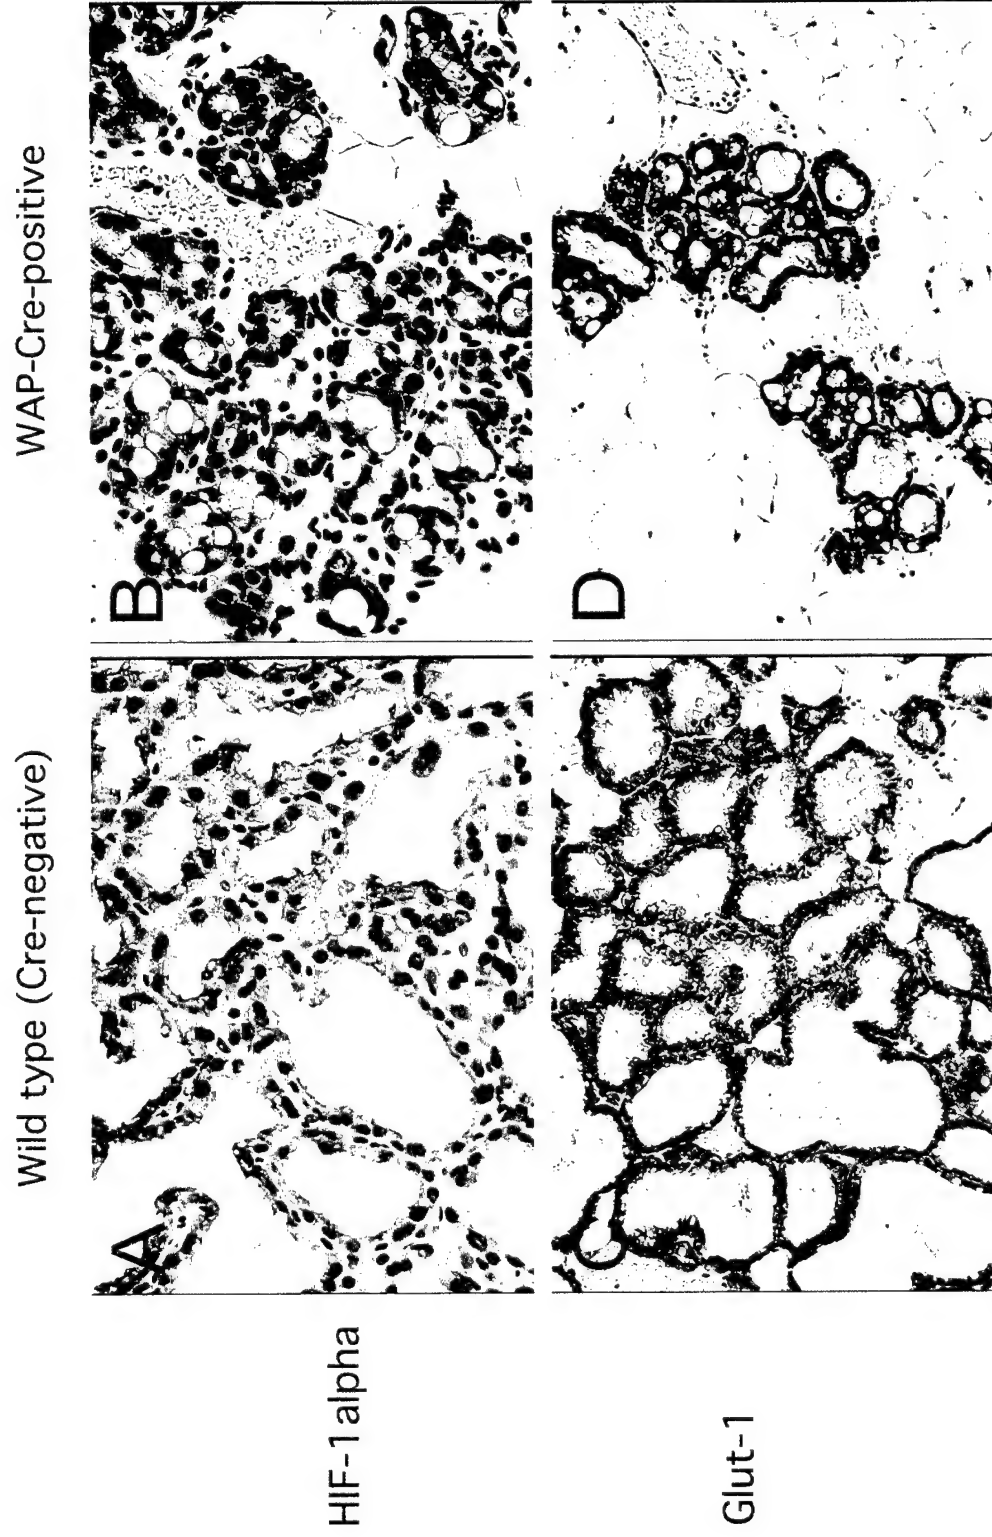 Wild type (Cre-negative)
WAP-Cre-positive
HIF-1alpha
A
B
Glut-1
C
D